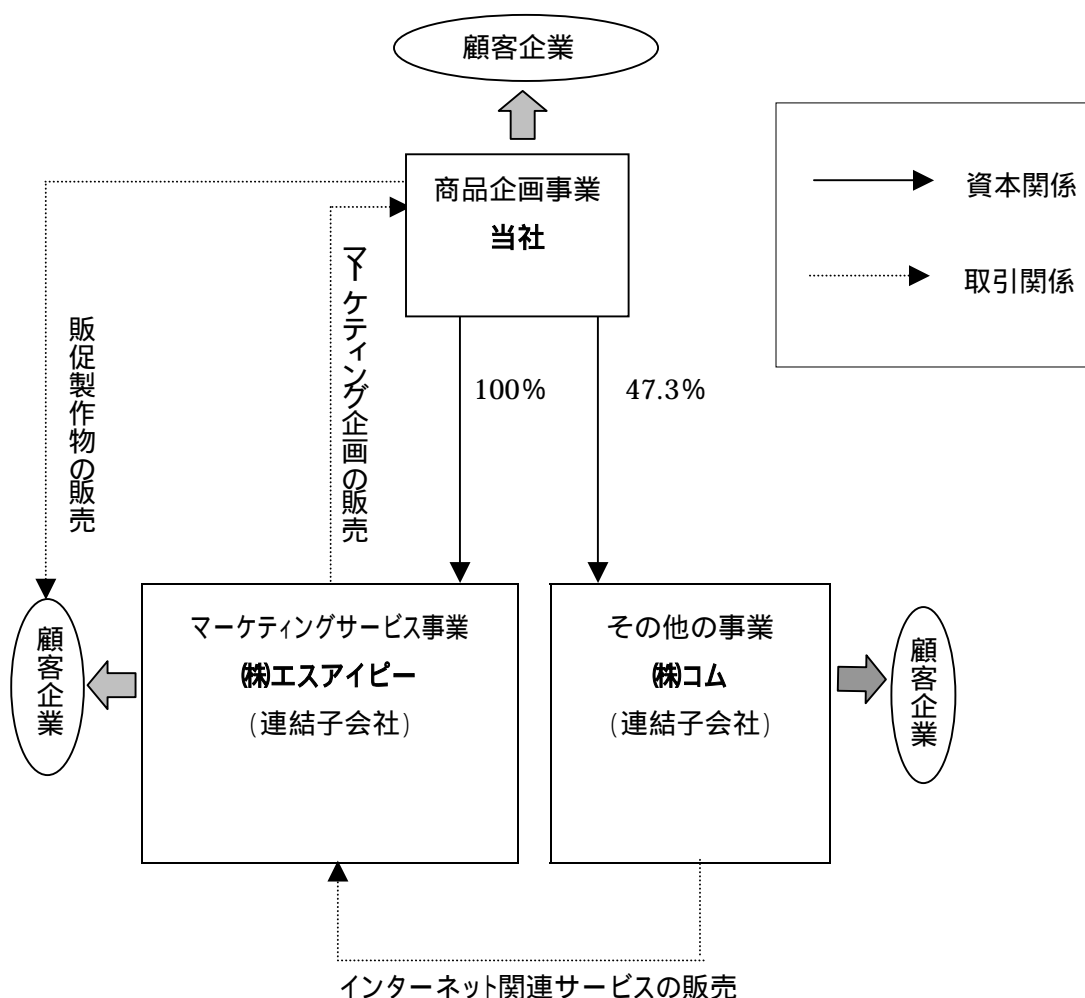 顧客企業
商品企画事業
当社
資本関係
取引関係
マーケティング企画の販売
販促製作物の販売
100%
47.3%
マーケティングサービス事業
㈱エスアイピー
(連結子会社)
その他の事業
㈱コム
(連結子会社)
顧客企業
顧客企業
インターネット関連サービスの販売